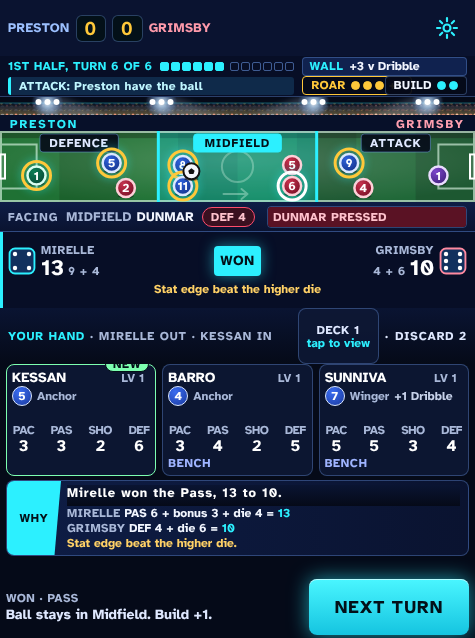 PRESTON 0 0 GRIMSBY
1ST HALF, TURN 6 OF 6
WALL +3 v Dribble
ATTACK: Preston have the ball
ROAR BUILD
PRESTON GRIMSBY
DEFENCE MIDFIELD ATTACK
1 5 2 8 11 5 6 9 4 1
FACING MIDFIELD DUNMAR DEF 4 DUNMAR PRESSED
MIRELLE
13 9 + 4
WON
GRIMSBY
4 + 6 10
Stat edge beat the higher die
YOUR HAND · MIRELLE OUT · KESSAN IN
DECK 1
tap to view
· DISCARD 2
NEW
KESSAN LV 1
5 Anchor
PAC PAS SHO DEF
3 3 2 6
BARRO LV 1
4 Anchor
PAC PAS SHO DEF
3 4 2 5
BENCH
SUNNIVA LV 1
7 Winger +1 Dribble
PAC PAS SHO DEF
5 5 3 4
BENCH
WHY
Mirelle won the Pass, 13 to 10.
MIRELLE PAS 6 + bonus 3 + die 4 = 13
GRIMSBY DEF 4 + die 6 = 10
Stat edge beat the higher die.
WON · PASS
Ball stays in Midfield. Build +1.
NEXT TURN